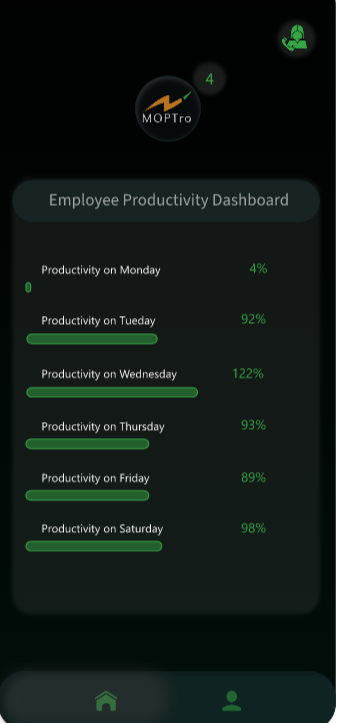 4
MOPTro
Employee Productivity Dashboard
Productivity on Monday 4%
Productivity on Tueday 92%
Productivity on Wednesday 122%
Productivity on Thursday 93%
Productivity on Friday 89%
Productivity on Saturday 98%